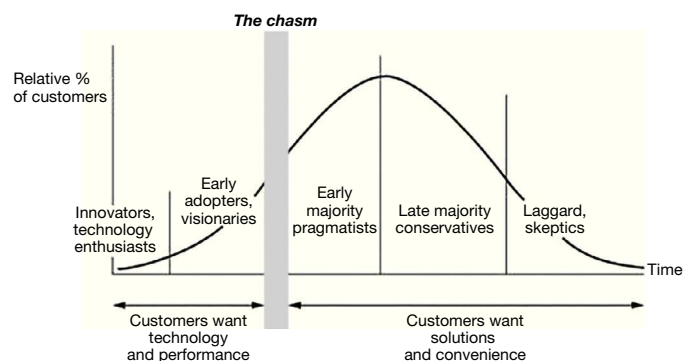 The chasm
Relative %
of customers
Innovators,
technology
enthusiasts
Early
adopters,
visionaries
Early
majority
pragmatists
Late majority
conservatives
Laggard,
skeptics
Time
Customers want
technology
and performance
Customers want
solutions
and convenience